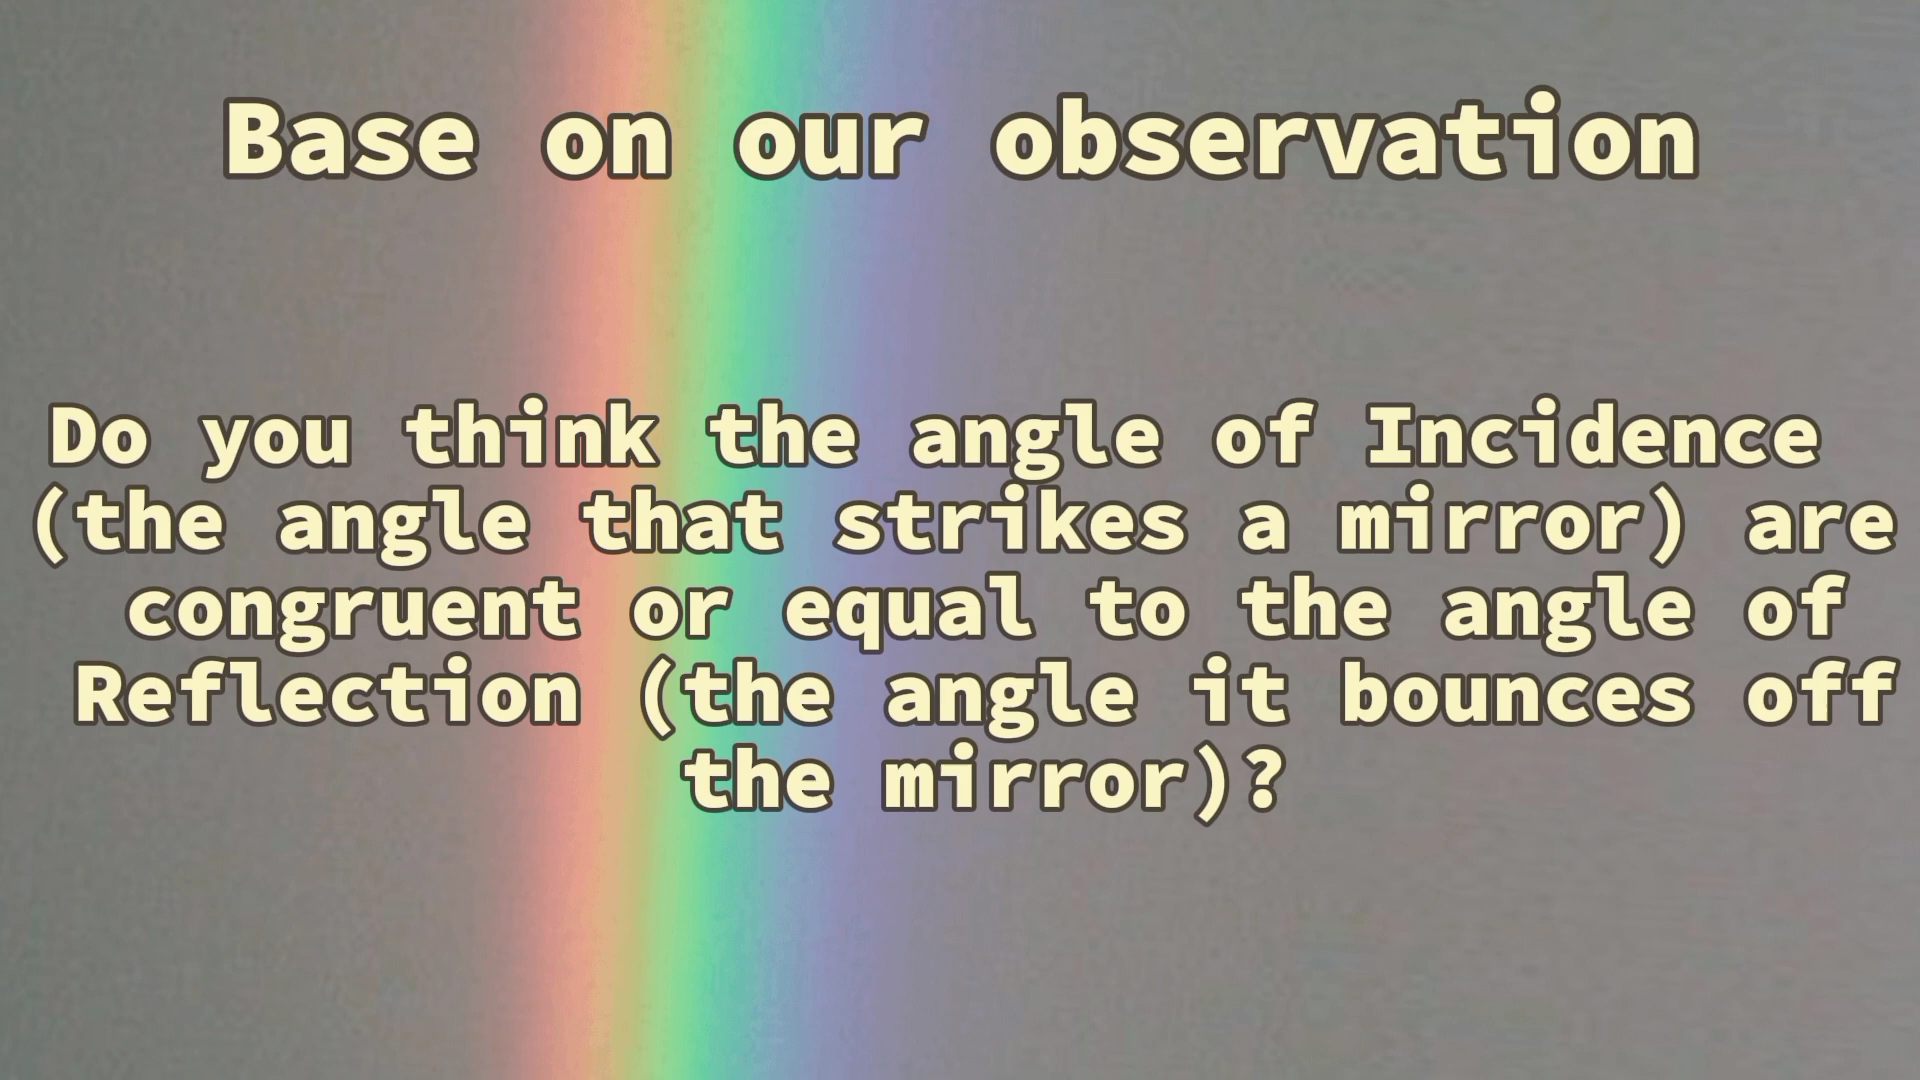 Base on our observation
Do you think the angle of Incidence
(the angle that strikes a mirror) are
congruent or equal to the angle of
Reflection (the angle it bounces off
the mirror)?